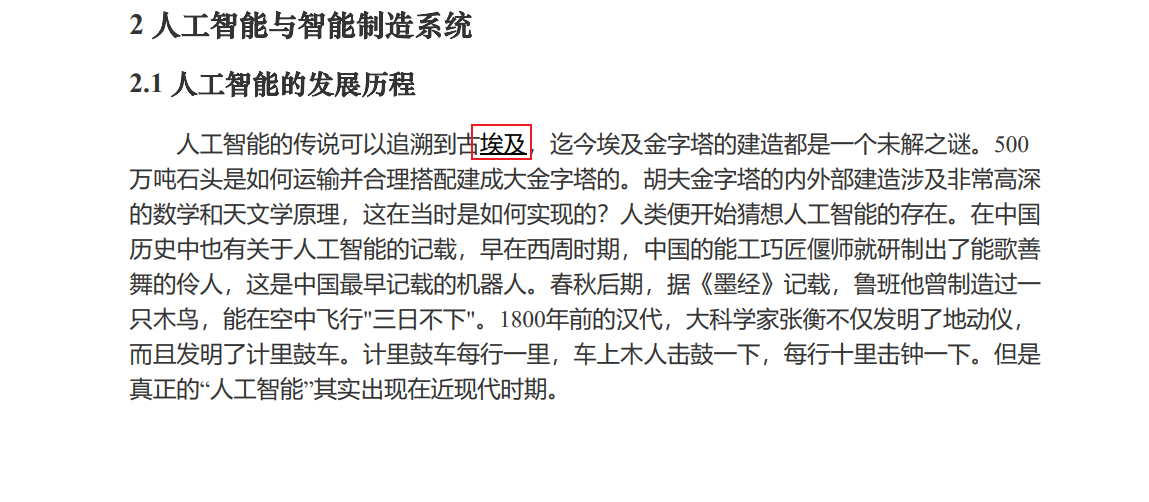 2 人工智能与智能制造系统
2.1 人工智能的发展历程
人工智能的传说可以追溯到古埃及，迄今埃及金字塔的建造都是一个未解之谜。500
万吨石头是如何运输并合理搭配建成大金字塔的。胡夫金字塔的内外部建造涉及非常高深
的数学和天文学原理，这在当时是如何实现的？人类便开始猜想人工智能的存在。在中国
历史中也有关于人工智能的记载，早在西周时期，中国的能工巧匠偃师就研制出了能歌善
舞的伶人，这是中国最早记载的机器人。春秋后期，据《墨经》记载，鲁班他曾制造过一
只木鸟，能在空中飞行"三日不下"。1800年前的汉代，大科学家张衡不仅发明了地动仪，
而且发明了计里鼓车。计里鼓车每行一里，车上木人击鼓一下，每行十里击钟一下。但是
真正的“人工智能”其实出现在近现代时期。